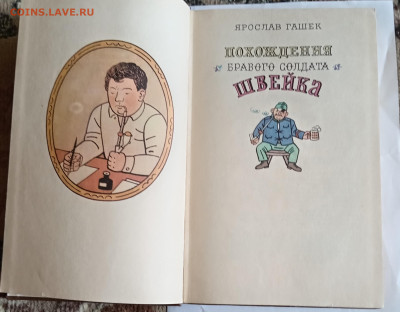 COINS.LAVE.RU
ЯРОСЛАВ ГАШЕК
ПОХОЖДЕНИЯ
БРАВОГО СОЛДАТА
ШВЕЙКА